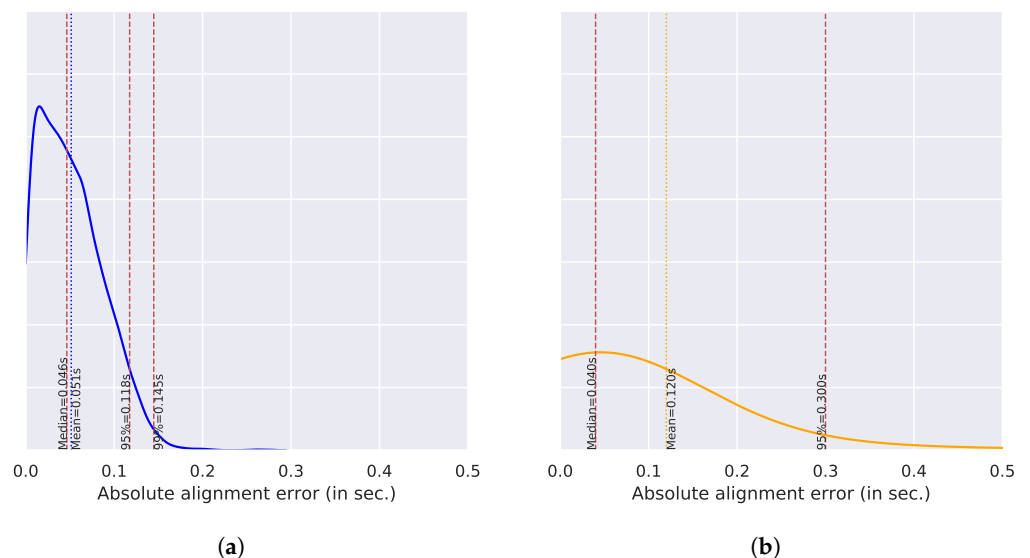 Median=0.046s
Mean=0.051s
95%=0.118s
99%=0.145s
0.0 0.1 0.2 0.3 0.4 0.5
Absolute alignment error (in sec.)
(a)
Median=0.040s
Mean=0.120s
95%=0.300s
0.0 0.1 0.2 0.3 0.4 0.5
Absolute alignment error (in sec.)
(b)